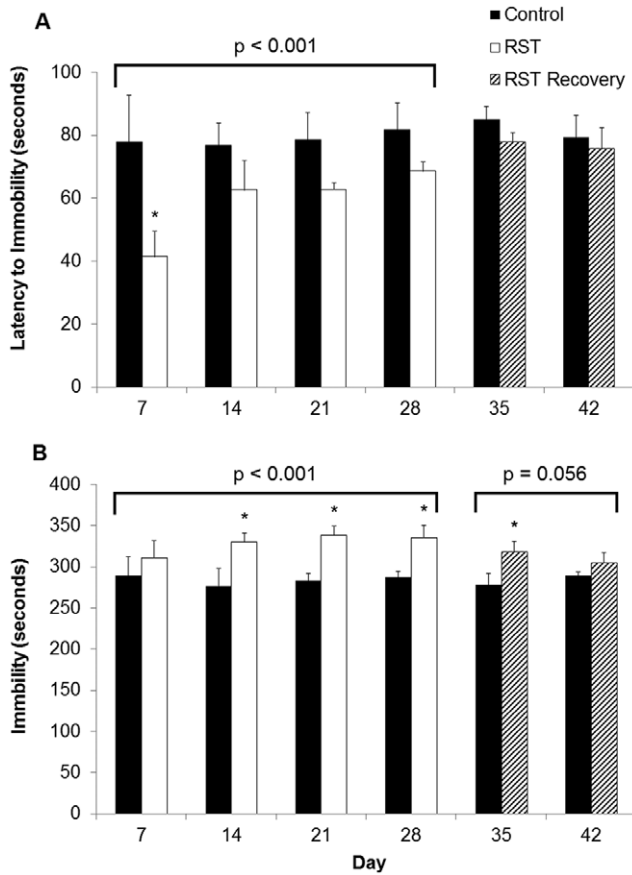 Control
A
RST
p < 0.001
RST Recovery
100
80
*
60
40
20
0
Latency to Immobility (seconds)
7 14 21 28 35 42
B
400
p < 0.001 p = 0.056
350
* * * *
300
250
200
150
100
50
0
Immbility (seconds)
7 14 21 28 35 42
Day